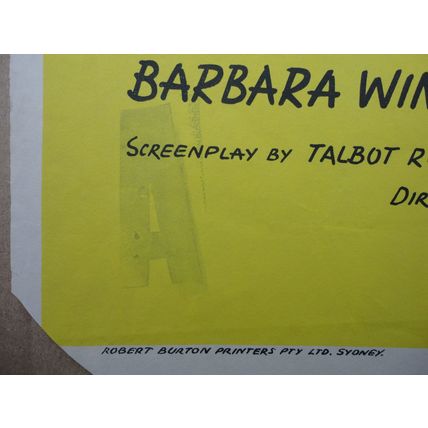 BARBARA WIN
SCREENPLAY BY TALBOT R
DIR
A
ROBERT BURTON PRINTERS PTY LTD. SYDNEY.